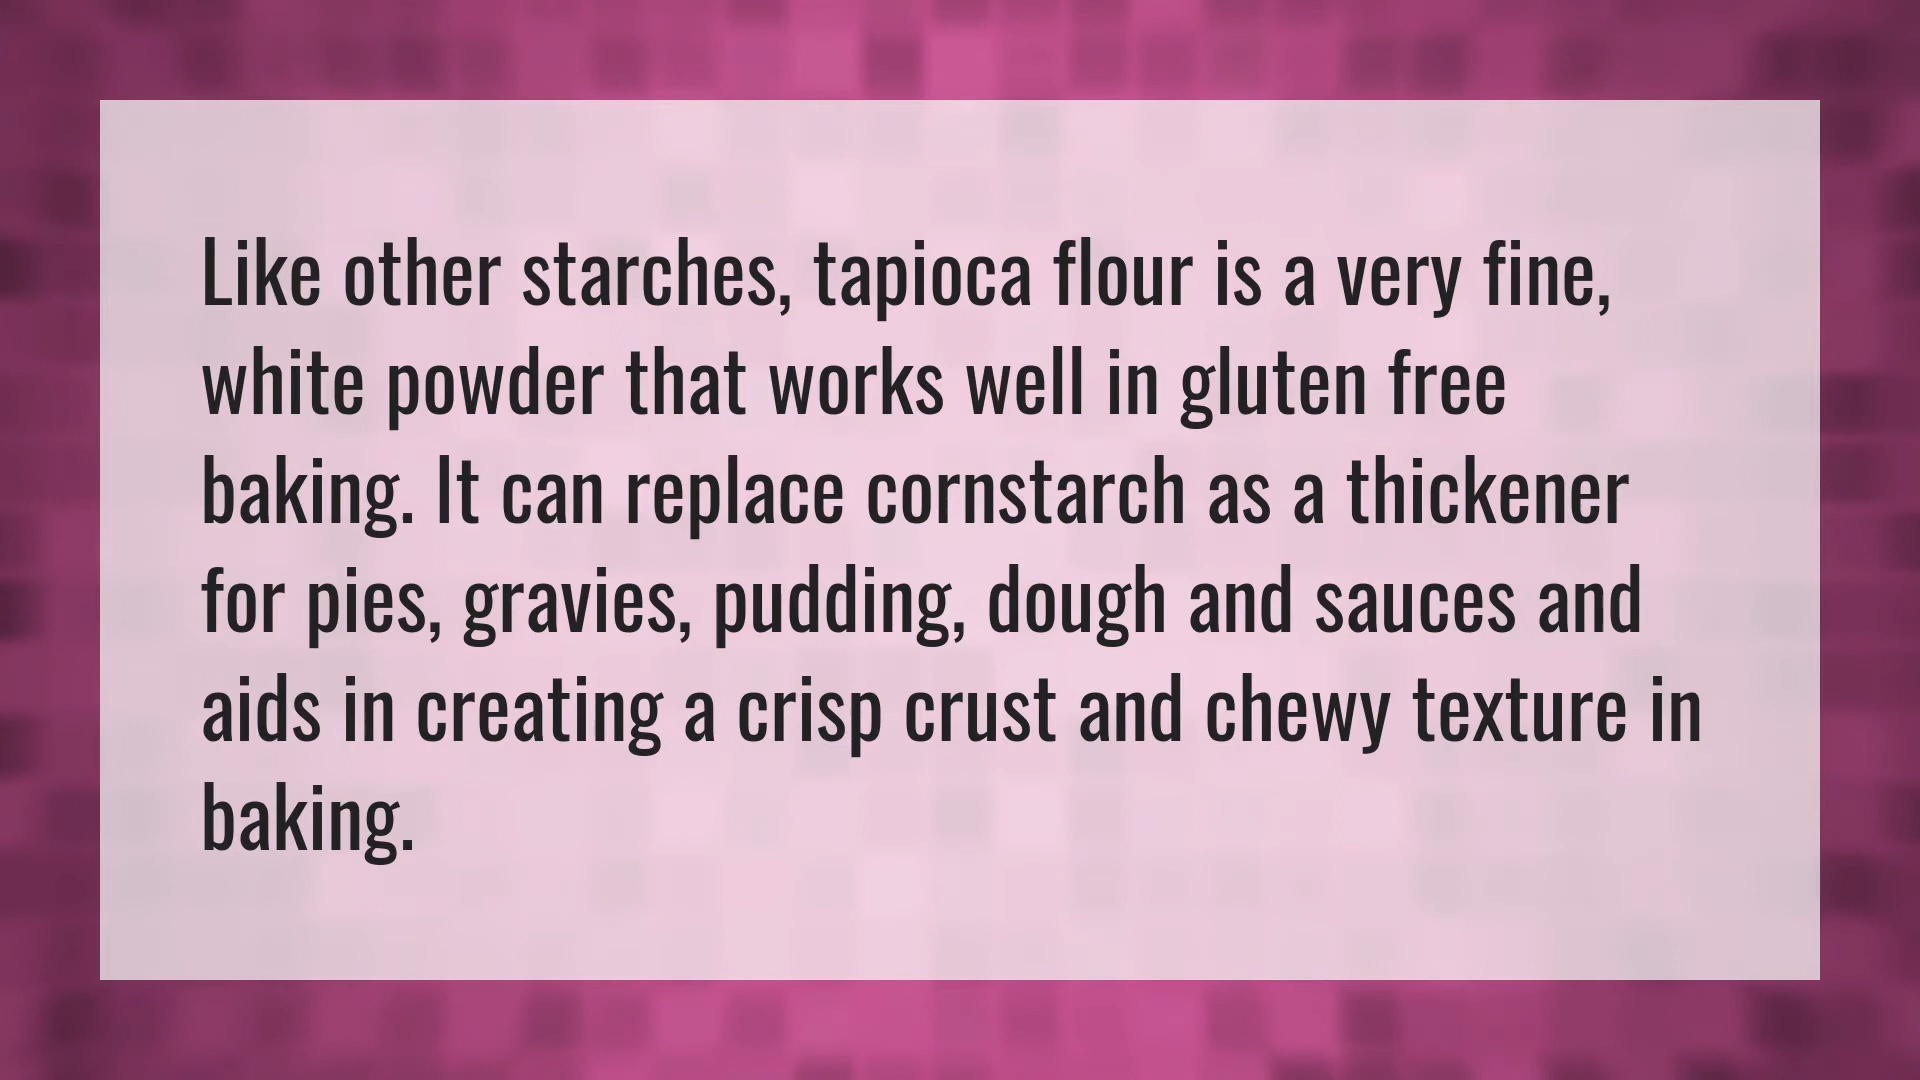 Like other starches, tapioca flour is a very fine,
white powder that works well in gluten free
baking. It can replace cornstarch as a thickener
for pies, gravies, pudding, dough and sauces and
aids in creating a crisp crust and chewy texture in
baking.